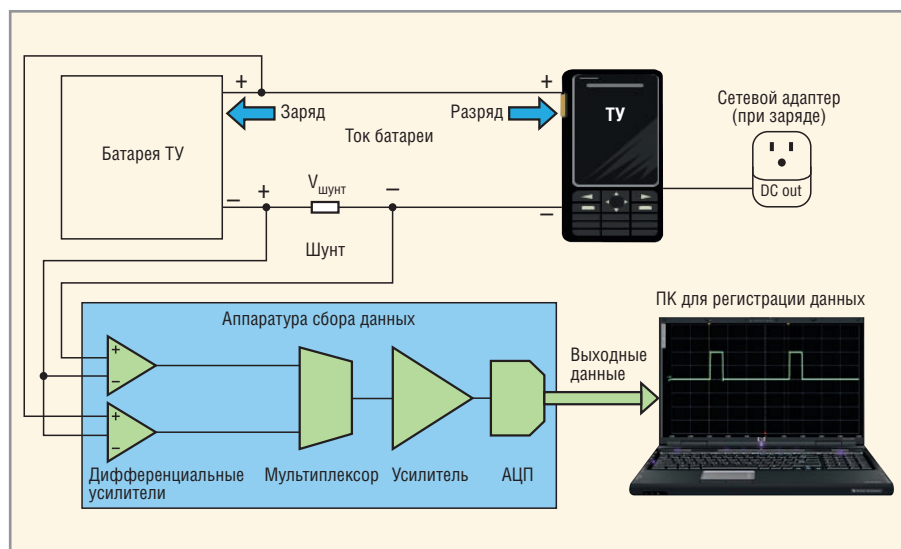 +
+
Заряд
Разряд
ТУ
Сетевой адаптер
(при заряде)
Ток батареи
Батарея ТУ
DC out
–
+
Vшунт
–
–
Шунт
ПК для регистрации данных
Аппаратура сбора данных
Выходные
данные
+
–
+
–
Дифференциальные
усилители
Мультиплексор
Усилитель
АЦП